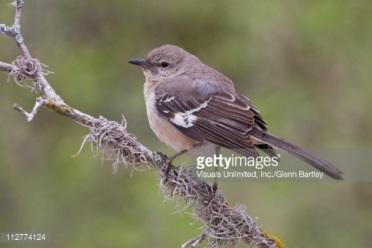 gettyimages
Visuals Unlimited, Inc./Glenn Bartley
112774124